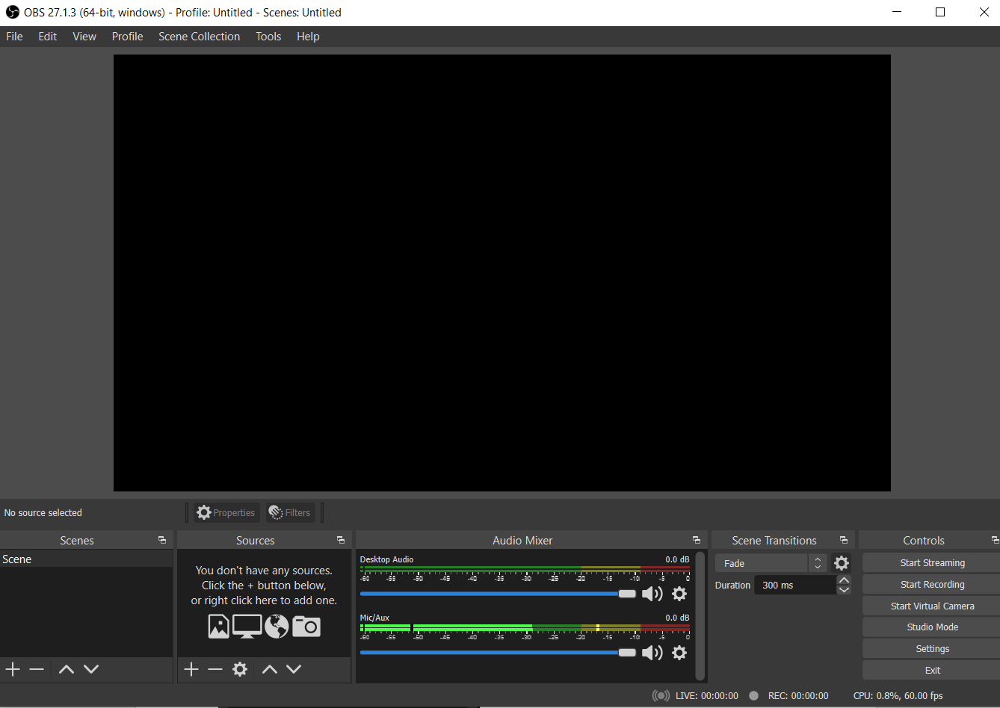 OBS 27.1.3 (64-bit, windows) - Profile: Untitled - Scenes: Untitled
File Edit View Profile Scene Collection Tools Help
No source selected
Properties
Filters
Scenes
Scene
Sources
You don't have any sources.
Click the + button below,
or right click here to add one.
Audio Mixer
Desktop Audio 0.0 dB
-60 -55 -50 -45 -40 -35 -30 -25 -20 -15 -10 -5 0
Mic/Aux 0.0 dB
-60 -55 -50 -45 -40 -35 -30 -25 -20 -15 -10 -5 0
Scene Transitions
Fade
Duration 300 ms
Controls
Start Streaming
Start Recording
Start Virtual Camera
Studio Mode
Settings
Exit
LIVE: 00:00:00 REC: 00:00:00 CPU: 0.8%, 60.00 fps